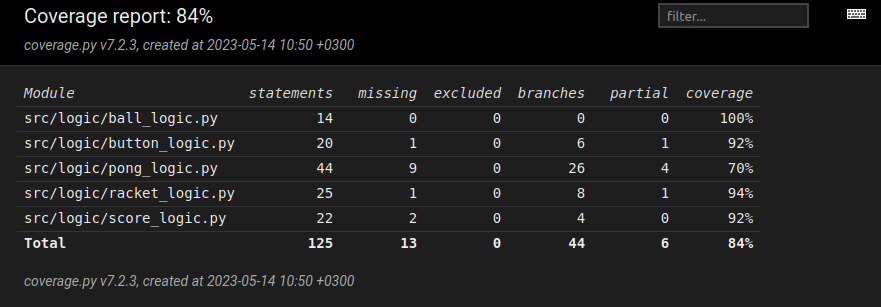 Coverage report: 84%
filter...
coverage.py v7.2.3, created at 2023-05-14 10:50 +0300
Module statements missing excluded branches partial coverage
src/logic/ball_logic.py 14 0 0 0 0 100%
src/logic/button_logic.py 20 1 0 6 1 92%
src/logic/pong_logic.py 44 9 0 26 4 70%
src/logic/racket_logic.py 25 1 0 8 1 94%
src/logic/score_logic.py 22 2 0 4 0 92%
Total 125 13 0 44 6 84%
coverage.py v7.2.3, created at 2023-05-14 10:50 +0300